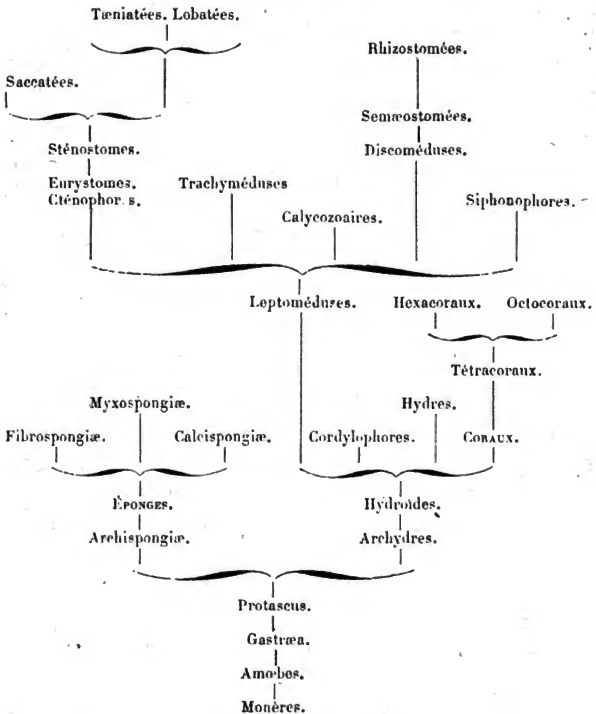 Tæniatées. Lobatées.
Rhizostomées.
Saccatées.
Semæostomées.
Sténostomes.
Discoméduses.
Eurystomes.
Trachyméduses
Cténophor. s.
Siphonophores.
Calycozoaires.
Leptoméduses.
Hexacoraux.
Octocoraux.
Tétracoraux.
Myxospongiæ.
Hydres.
Fibrospongiæ.
Calcispongiæ.
Cordylophores.
CORAUX.
ÉPONGES.
Hydroïdes.
Archispongiæ.
Archydres.
Protascus.
Gastræa.
Amœbes.
Monères.